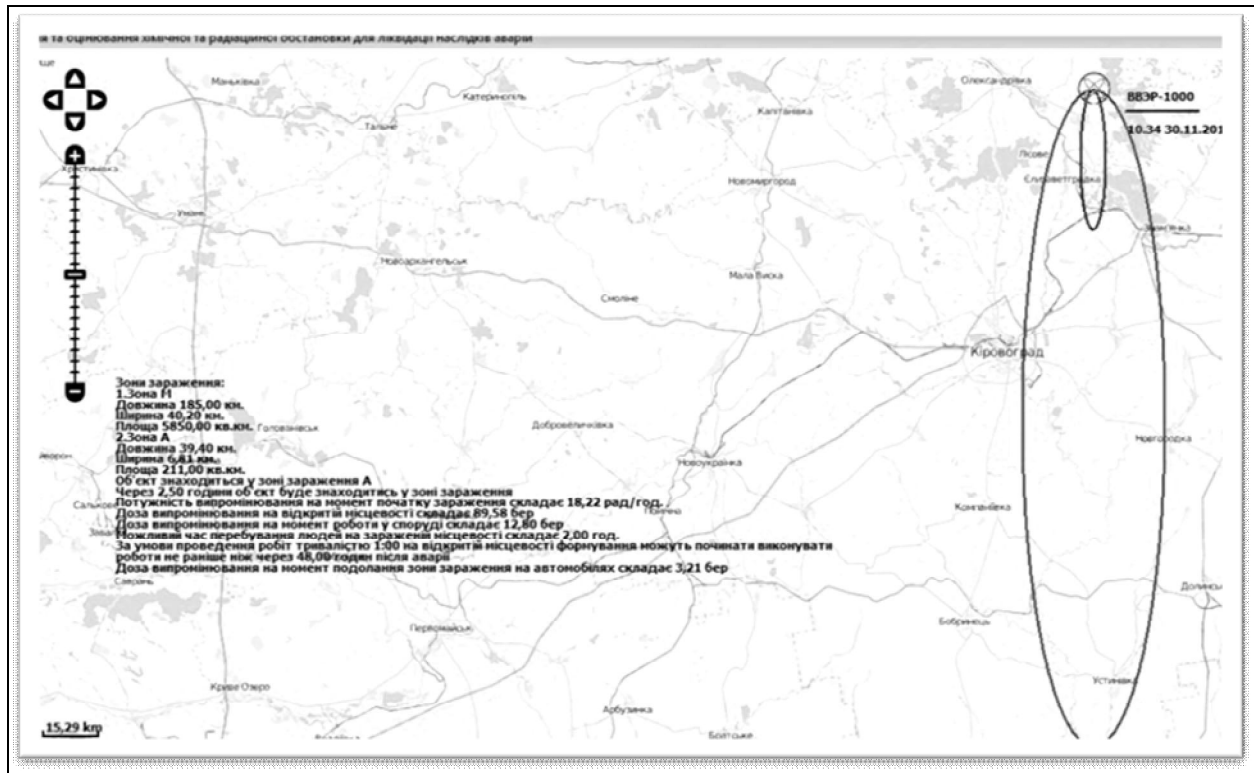 я та оцінювання хімічної та радіаційної обстановки для ліквідації наслідків аварій
ще
Маньківка
Катеринопіль
Олександрівка
Капітанівка
ВВЭР-1000
Тальне
10.34 30.11.201
Лісове
Христинівка
Єлизаветградка
Новомиргород
Умань
Знам'янка
Новоархангельськ
Мала Виска
Смоліне
Кіровоград
Зони зараження:
1.Зона М
Довжина 185,00 км.
Ширина 40,20 км.
Площа 5850,00 кв.км.
Голованівськ
Добровеличківка
2.Зона А
Довжина 39,40 км.
Новгородка
Ширина 6,81 км.
Новоукраїнка
Площа 211,00 кв.км.
Об'єкт знаходиться у зоні зараження А
Через 2,50 години об'єкт буде знаходитись у зоні зараження
Потужність випромінювання на момент початку зараження складає 18,22 рад/год.
Компаніївка
Доза випромінювання на відкритій місцевості складає 89,58 бер
Доза випромінювання на момент роботи у споруді складає 12,80 бер
Можливий час перебування людей на зараженій місцевості складає 2,00 год.
За умови проведення робіт тривалістю 1:00 на відкритій місцевості формування можуть починати виконувати
роботи не раніше ніж через 48,00 годин після аварії
Доза випромінювання на момент подолання зони зараження на автомобілях складає 3,21 бер
Саврань
Долинсь
Бобринець
Первомайськ
Устинівка
Криве Озеро
Арбузинка
15,29 km